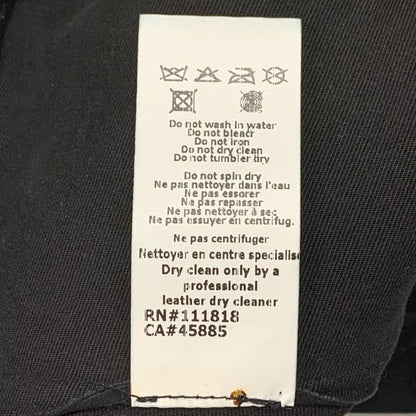 Do not wash in water
Do not bleacr
Do not iron
Do not dry clean
Do not tumbler dry
Do not spin dry
Ne pas nettoyer dans l'eau
Ne pas essorer
Ne pas repasser
Ne pas nettoyer à sec
Ne pas essuyer en centrifug.
Ne pas centrifuger
Nettoyer en centre specialise
Dry clean only by a
professional
leather dry cleaner
RN#111818
CA#45885